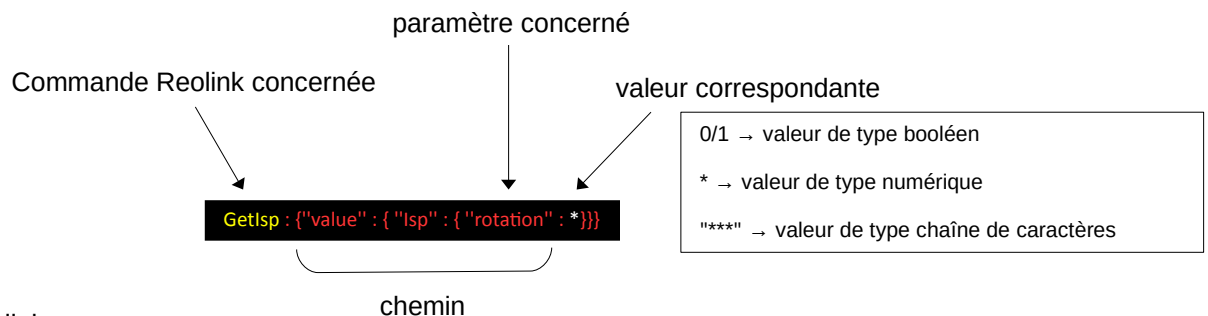 paramètre concerné
Commande Reolink concernée
valeur correspondante
0/1 → valeur de type booléen
* → valeur de type numérique
"***" → valeur de type chaîne de caractères
GetIsp : {"value" : { "Isp" : { "rotation" : *}}}
chemin